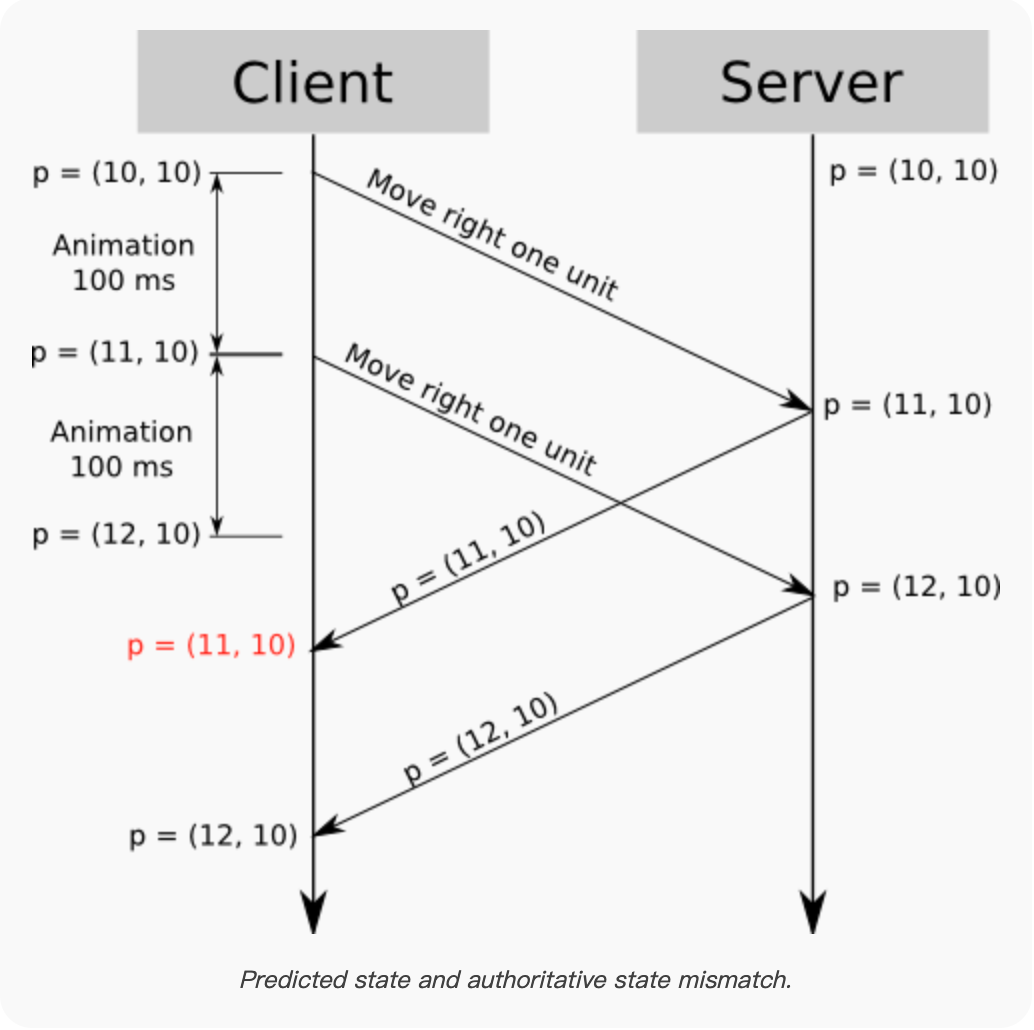 Client
Server
p = (10, 10)
p = (10, 10)
Move right one unit
Animation
100 ms
p = (11, 10)
Move right one unit
p = (11, 10)
Animation
100 ms
p = (11, 10)
p = (12, 10)
p = (12, 10)
p = (11, 10)
p = (12, 10)
p = (12, 10)
Predicted state and authoritative state mismatch.